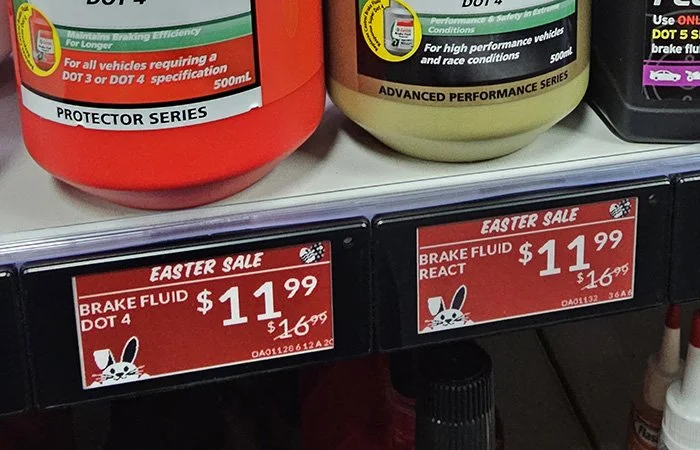 DOT 4
Maintains Braking Efficiency
For Longer
For all vehicles requiring a
DOT 3 or DOT 4 specification
500mL
PROTECTOR SERIES
DOT 4
Performance & Safety in Extreme
Conditions
For high performance vehicles
and race conditions
500mL
ADVANCED PERFORMANCE SERIES
Use ONL
DOT 5 S
brake flu
EASTER SALE
BRAKE FLUID
DOT 4
$11.99
$16.99
EASTER SALE
BRAKE FLUID
REACT
$11.99
$16.99
DA01132 36A6